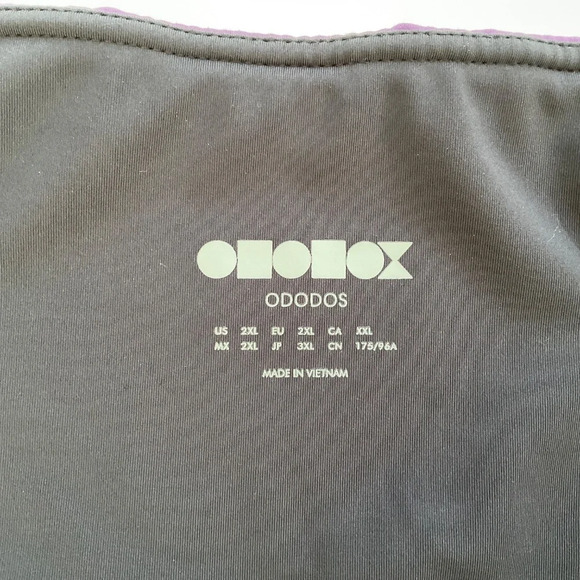 ODODOS
US 2XL EU 2XL CA XXL
MX 2XL JP 3XL CN 175/96A
MADE IN VIETNAM